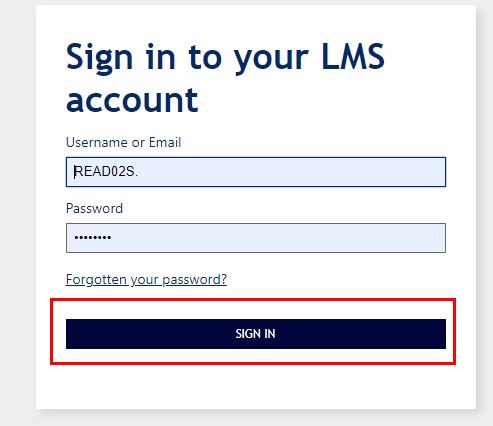 Sign in to your LMS
account
Username or Email
READ02S.
Password
••••••••
Forgotten your password?
SIGN IN